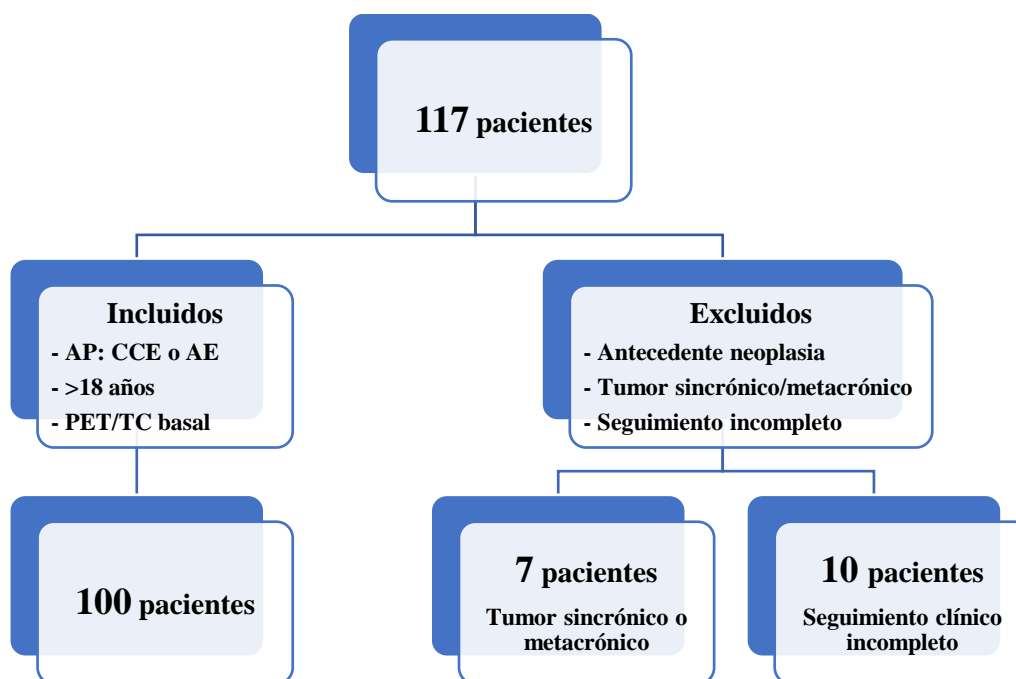 117 pacientes
Incluidos
- AP: CCE o AE
- >18 años
- PET/TC basal
Excluidos
- Antecedente neoplasia
- Tumor sincrónico/metacrónico
- Seguimiento incompleto
100 pacientes
7 pacientes
Tumor sincrónico o
metacrónico
10 pacientes
Seguimiento clínico
incompleto